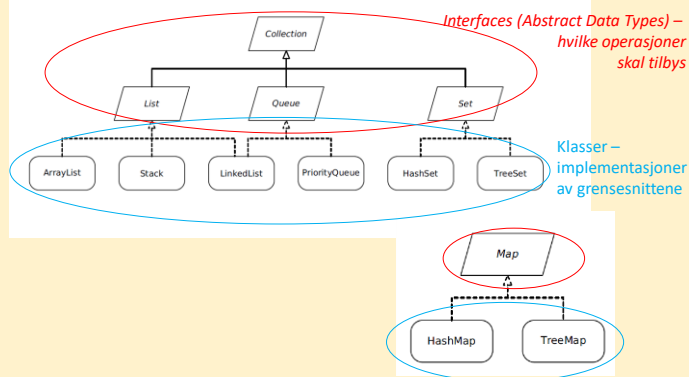 Interfaces (Abstract Data Types) –
hvilke operasjoner
skal tilbys
Collection
List Queue Set
ArrayList Stack LinkedList PriorityQueue HashSet TreeSet
Klasser –
implementasjoner
av grensesnittene
Map
HashMap TreeMap